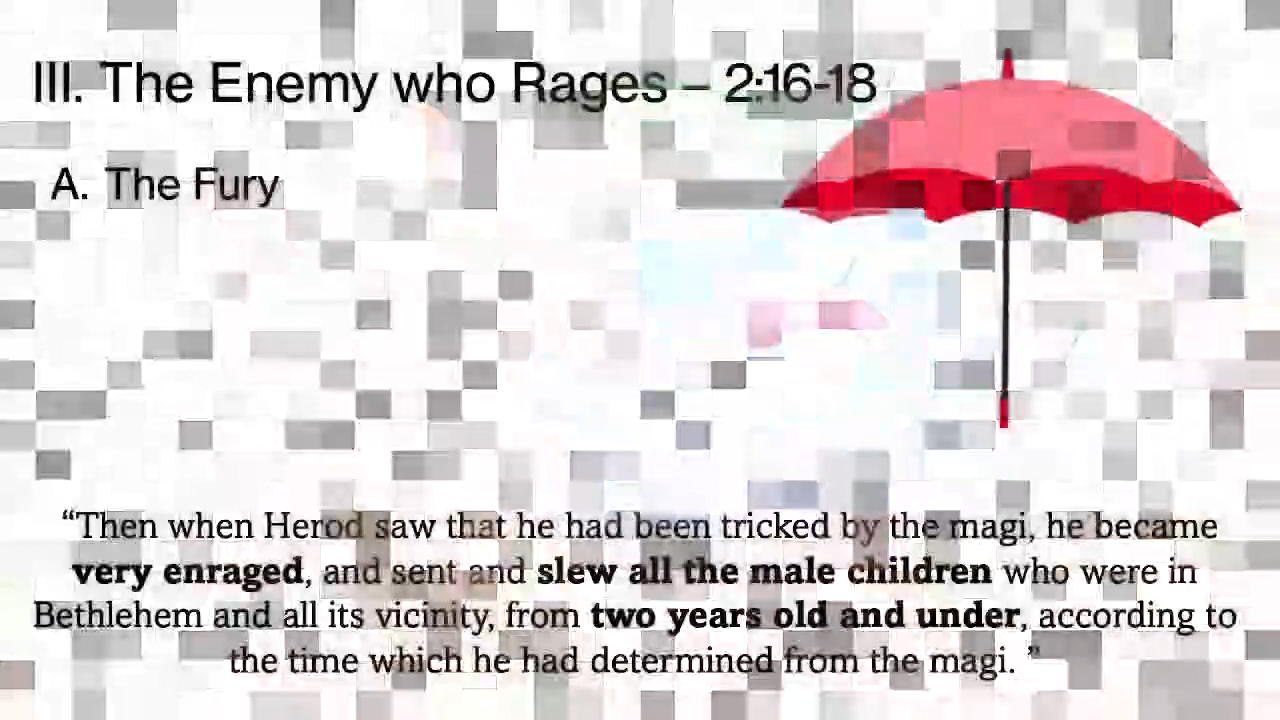 III. The Enemy who Rages – 2:16-18
A. The Fury
“Then when Herod saw that he had been tricked by the magi, he became
very enraged, and sent and slew all the male children who were in
Bethlehem and all its vicinity, from two years old and under, according to
the time which he had determined from the magi. ”